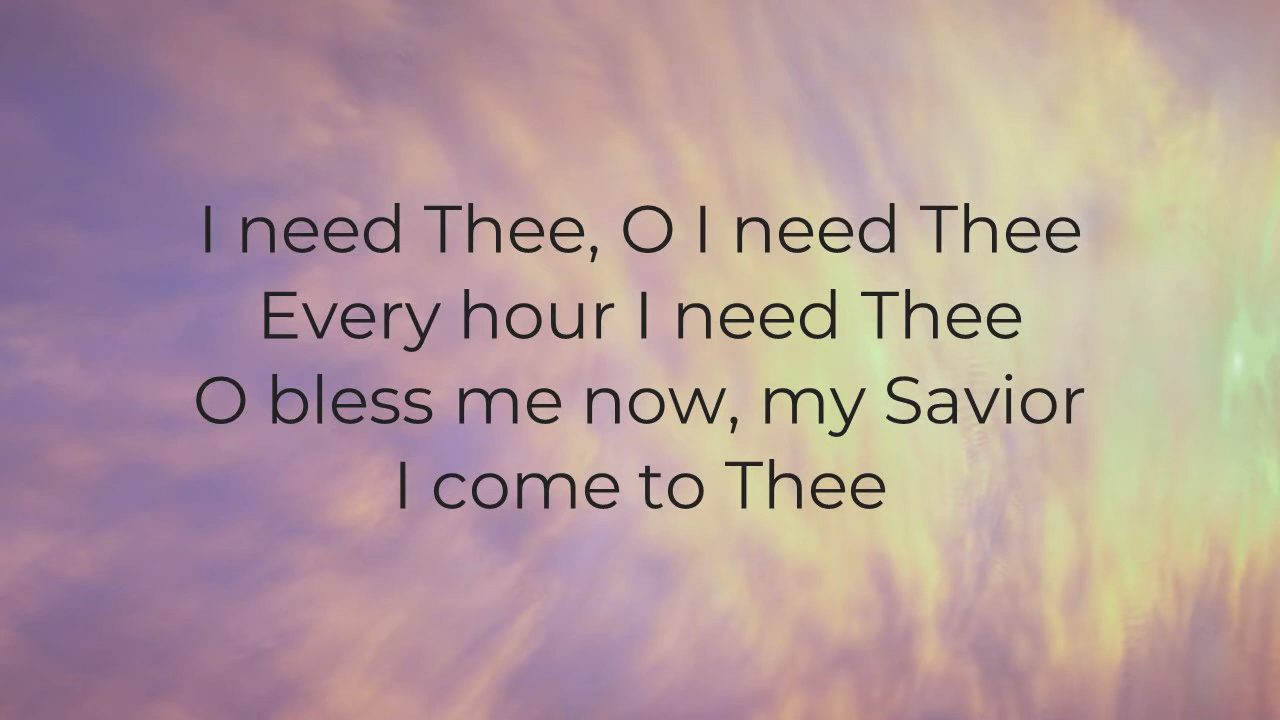 I need Thee, O I need Thee
Every hour I need Thee
O bless me now, my Savior
I come to Thee